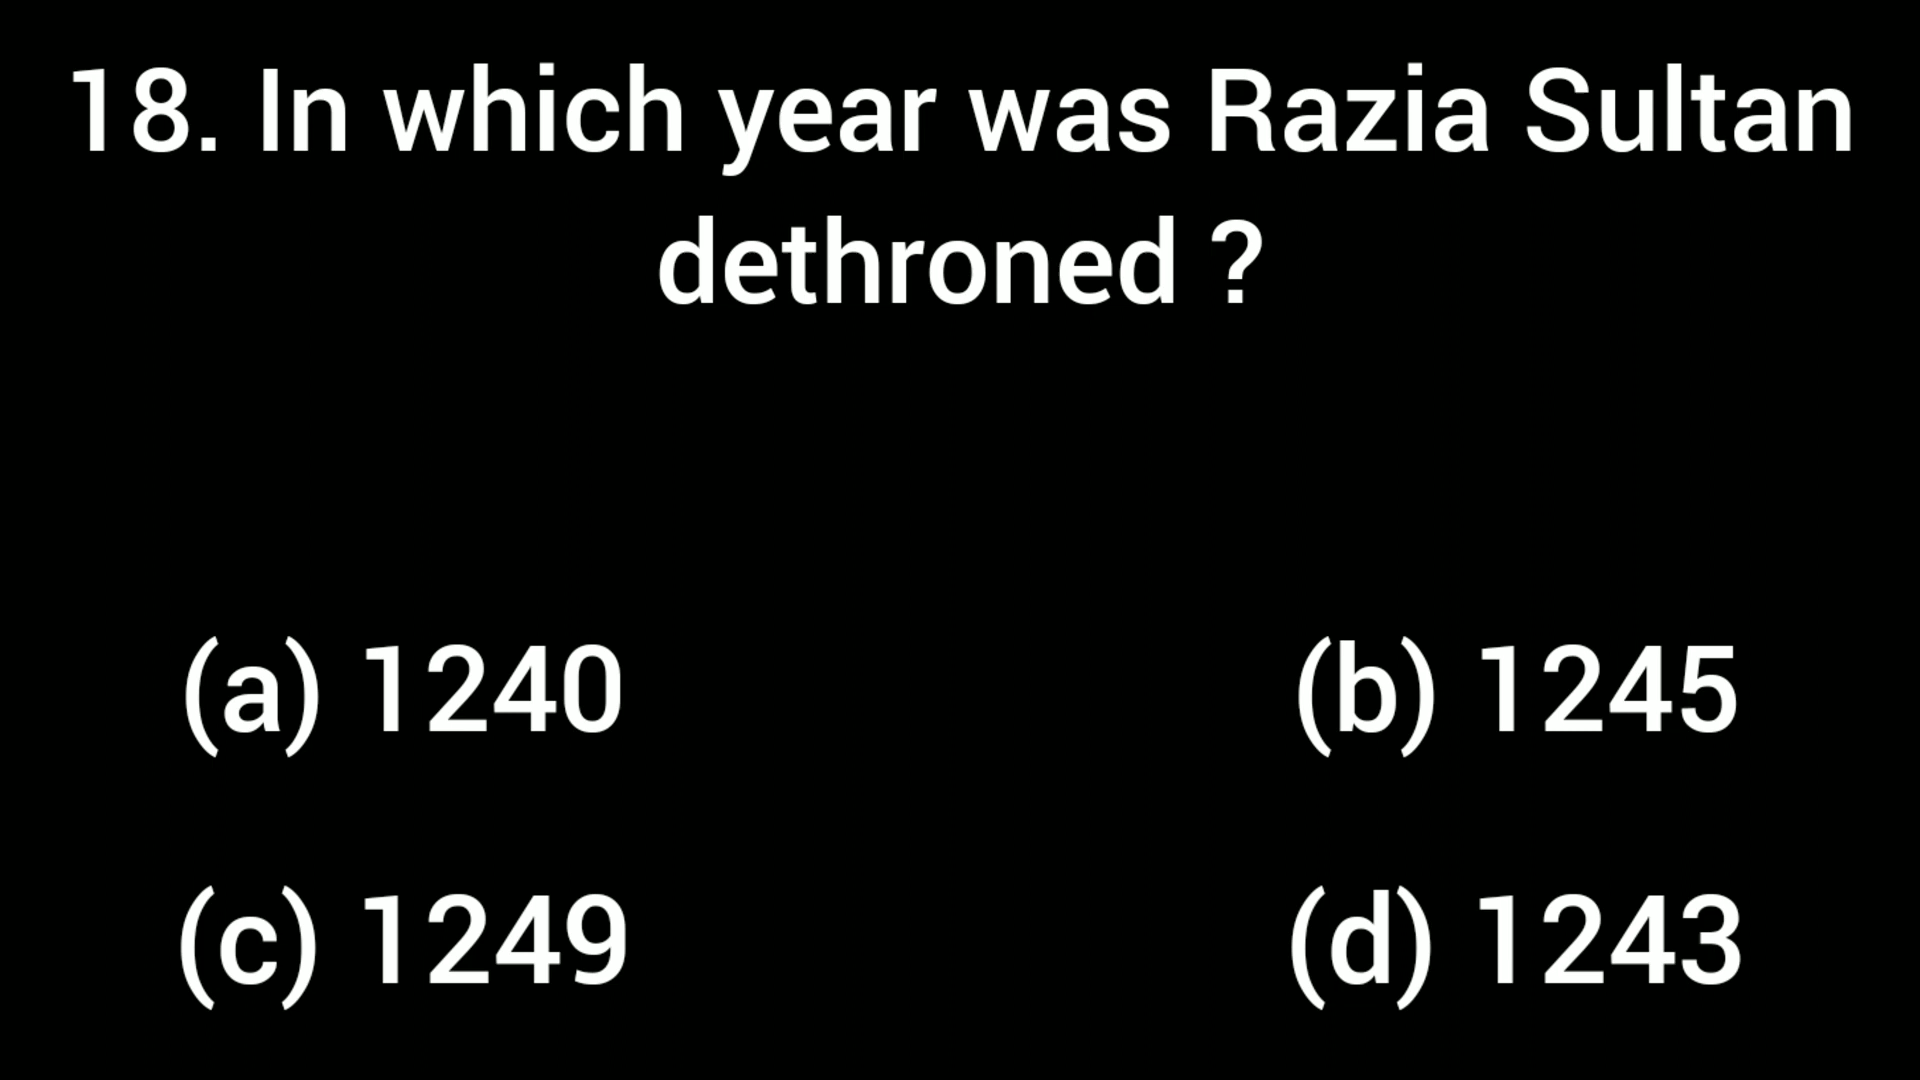 18. In which year was Razia Sultan
dethroned ?
(a) 1240
(b) 1245
(c) 1249
(d) 1243